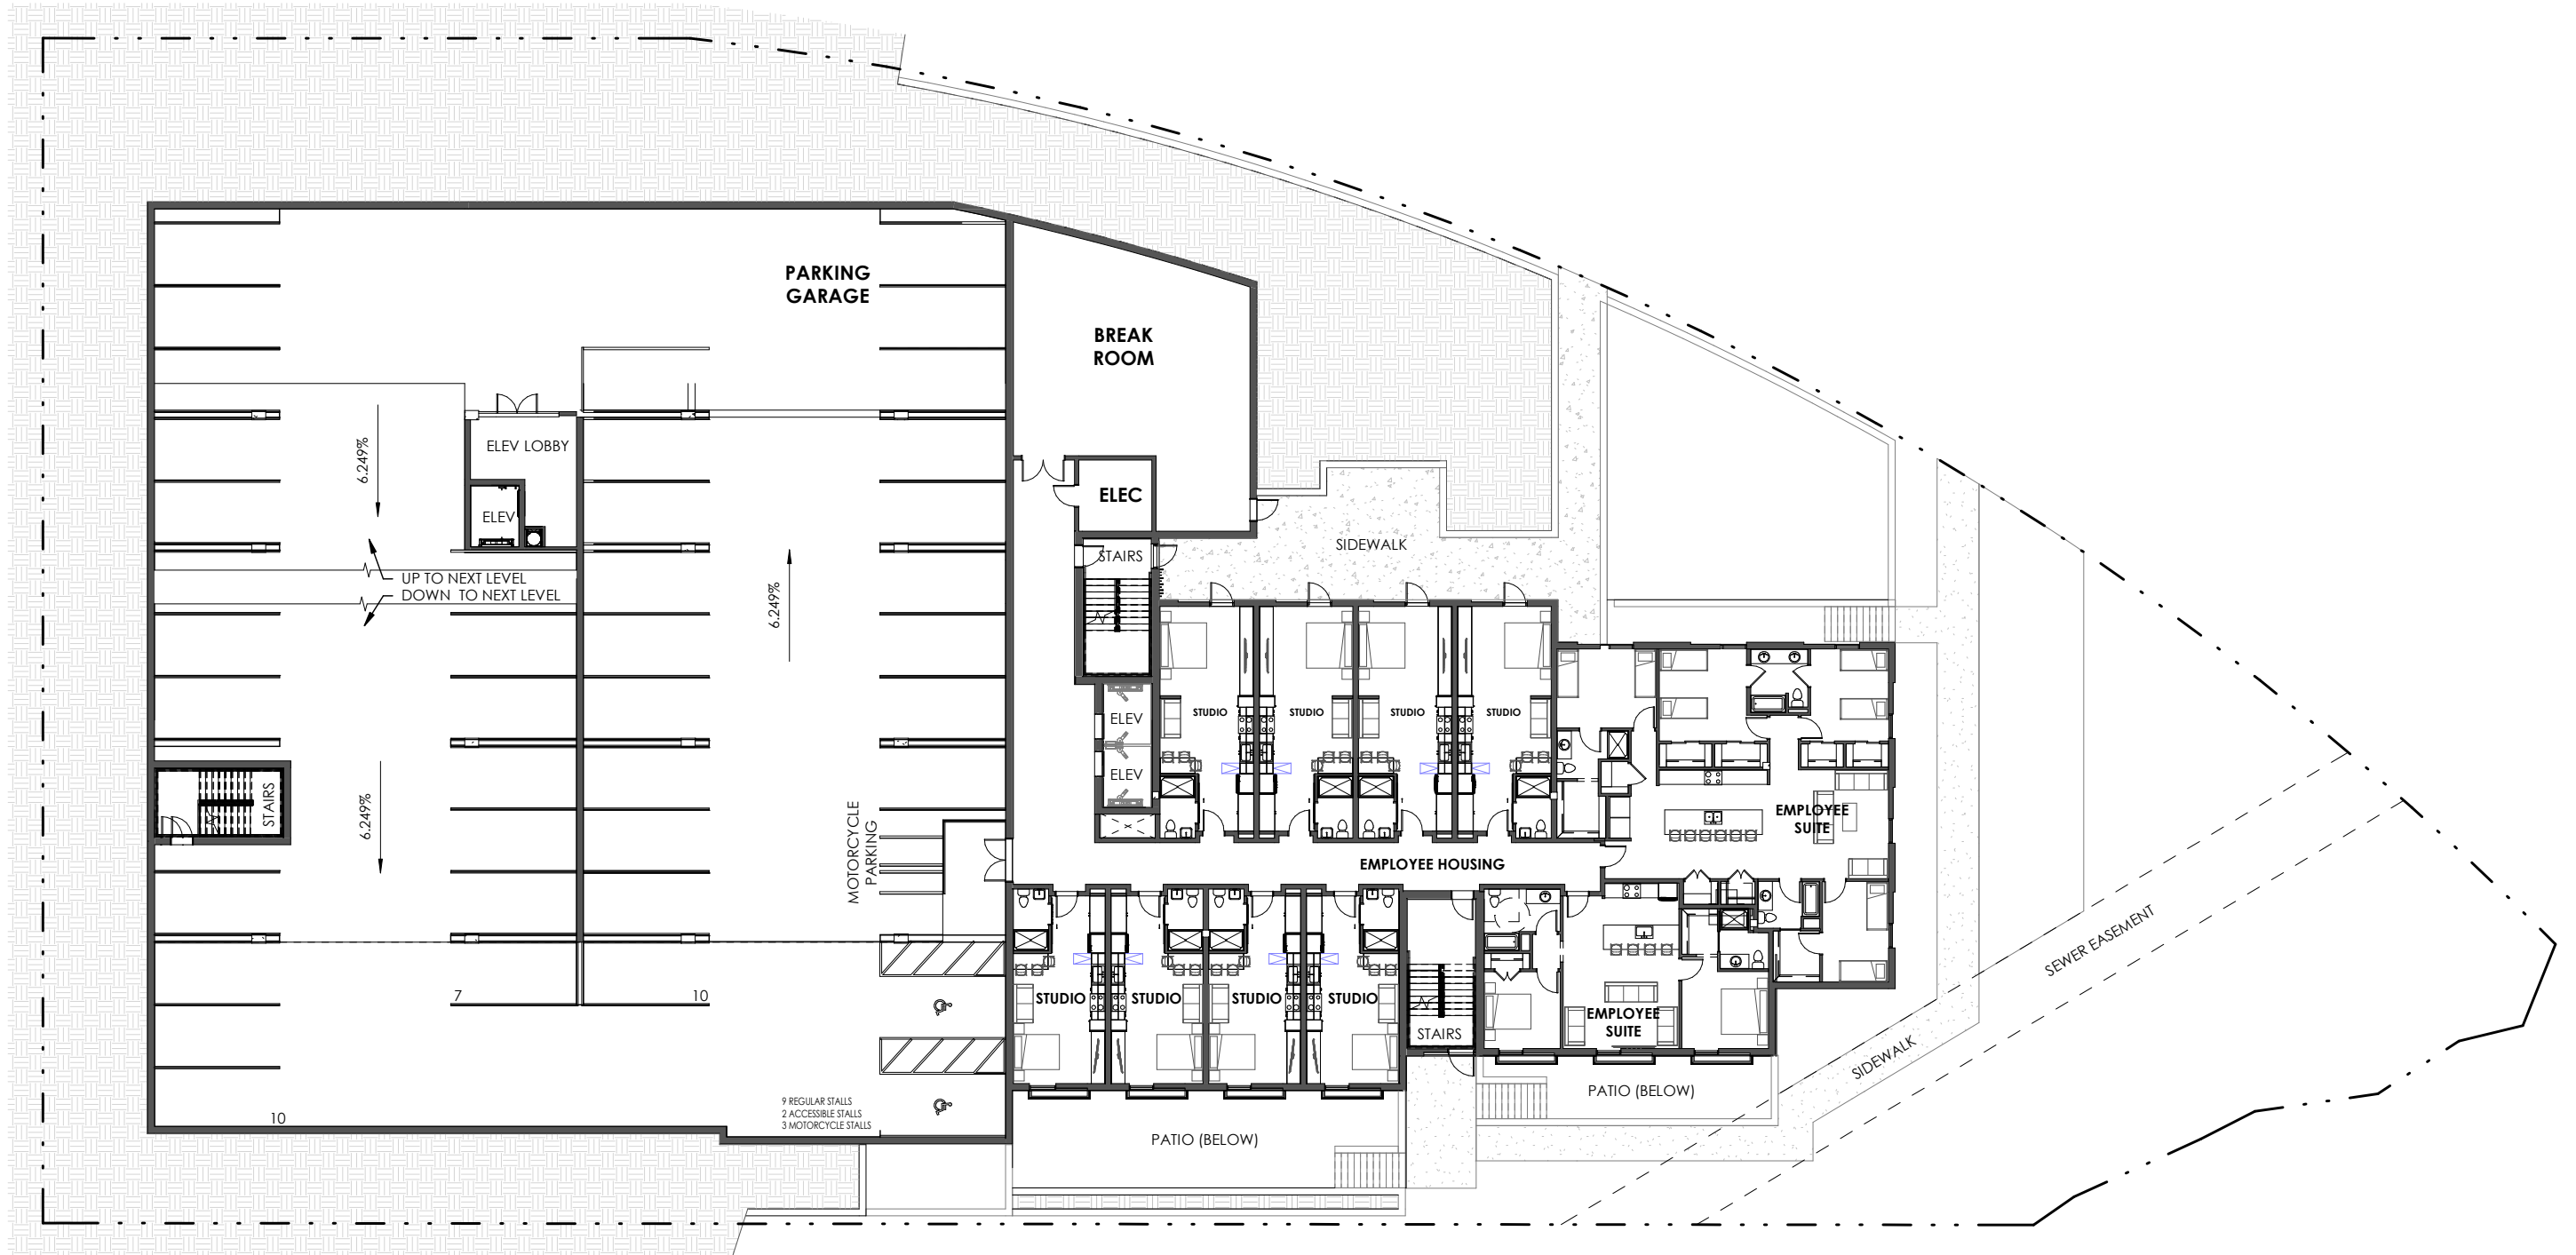 PARKING
GARAGE
BREAK
ROOM
6.249%
ELEV LOBBY
ELEV
ELEC
STAIRS
SIDEWALK
UP TO NEXT LEVEL
DOWN TO NEXT LEVEL
6.249%
ELEV
ELEV
STUDIO
STUDIO
STUDIO
STUDIO
STAIRS
6.249%
MOTORCYCLE
PARKING
EMPLOYEE
SUITE
EMPLOYEE HOUSING
SEWER EASEMENT
7
10
STUDIO
STUDIO
STUDIO
STUDIO
STAIRS
EMPLOYEE
SUITE
SIDEWALK
10
9 REGULAR STALLS
2 ACCESSIBLE STALLS
3 MOTORCYCLE STALLS
PATIO (BELOW)
PATIO (BELOW)